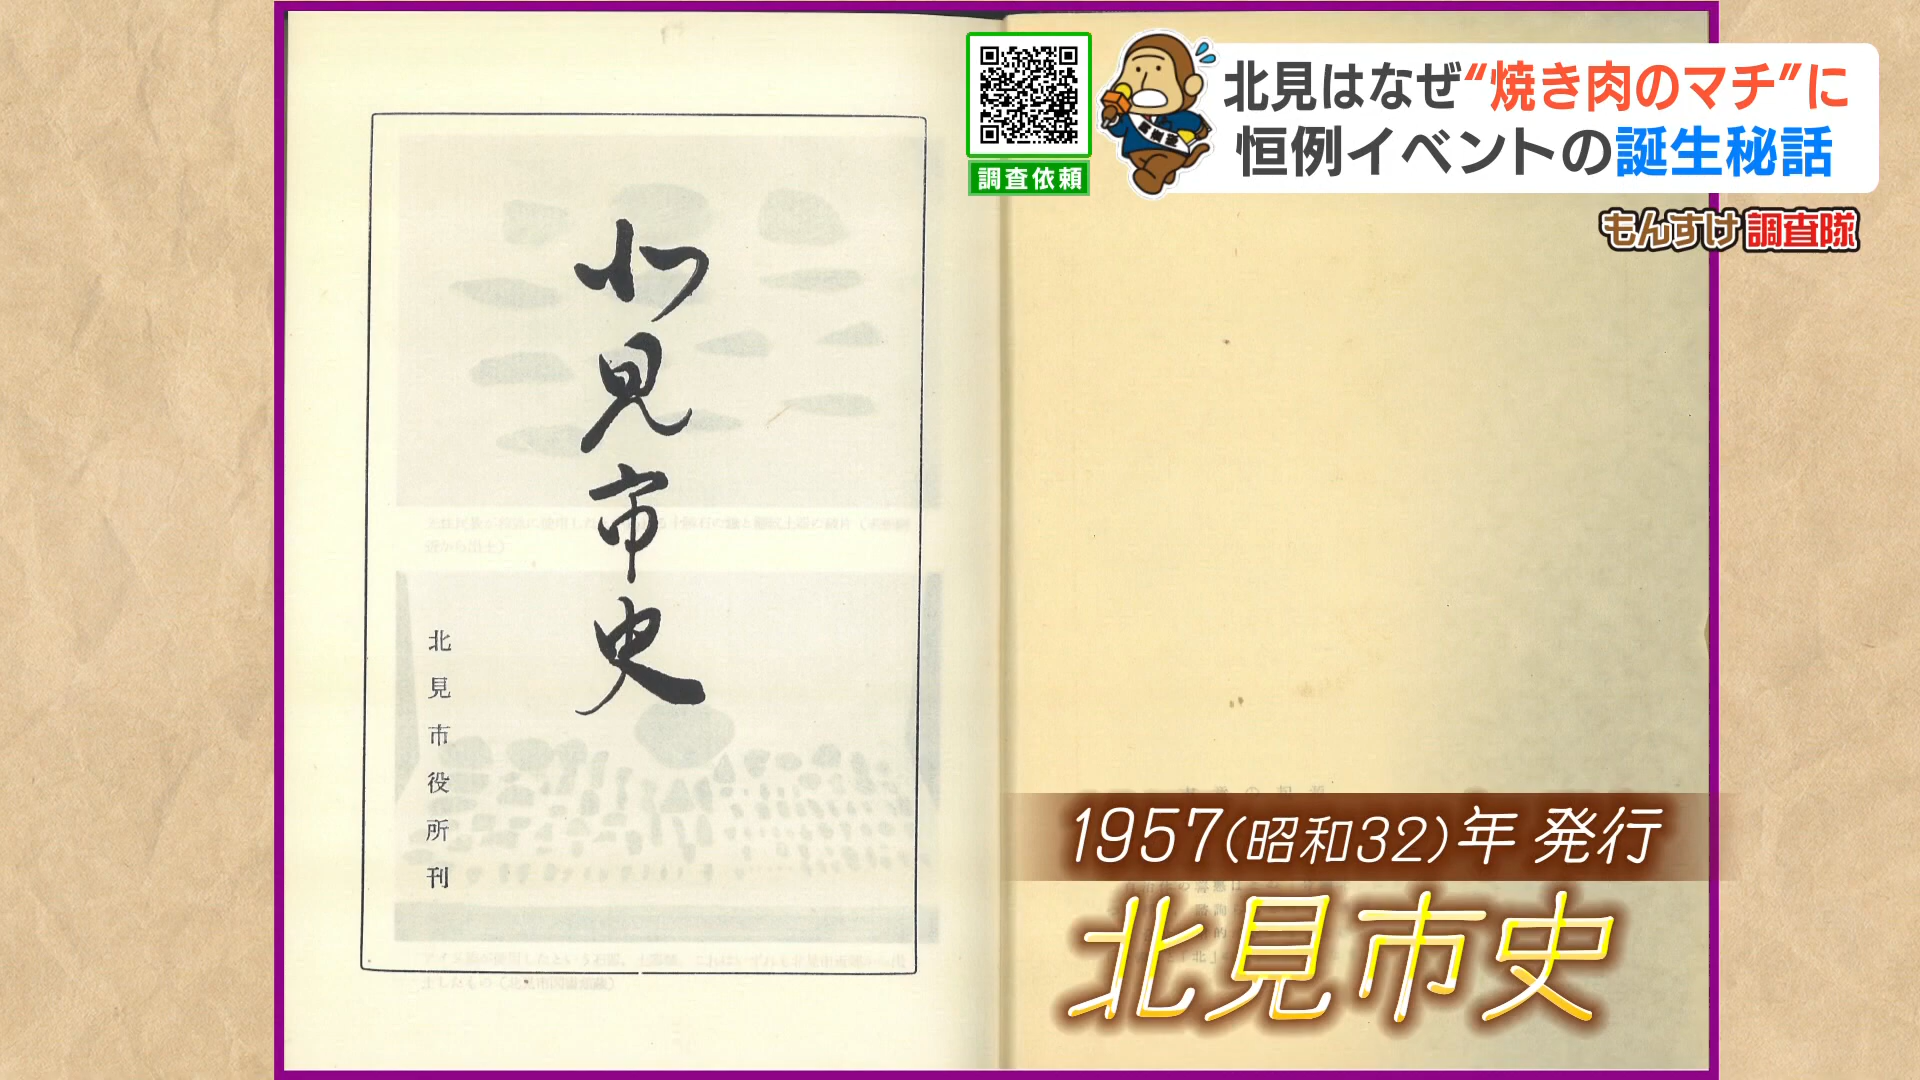 北見はなぜ“焼き肉のマチ”に
恒例イベントの誕生秘話
調査依頼
もんすけ調査隊
北見市史
北見市役所刊
1957(昭和32)年 発行
北見市史